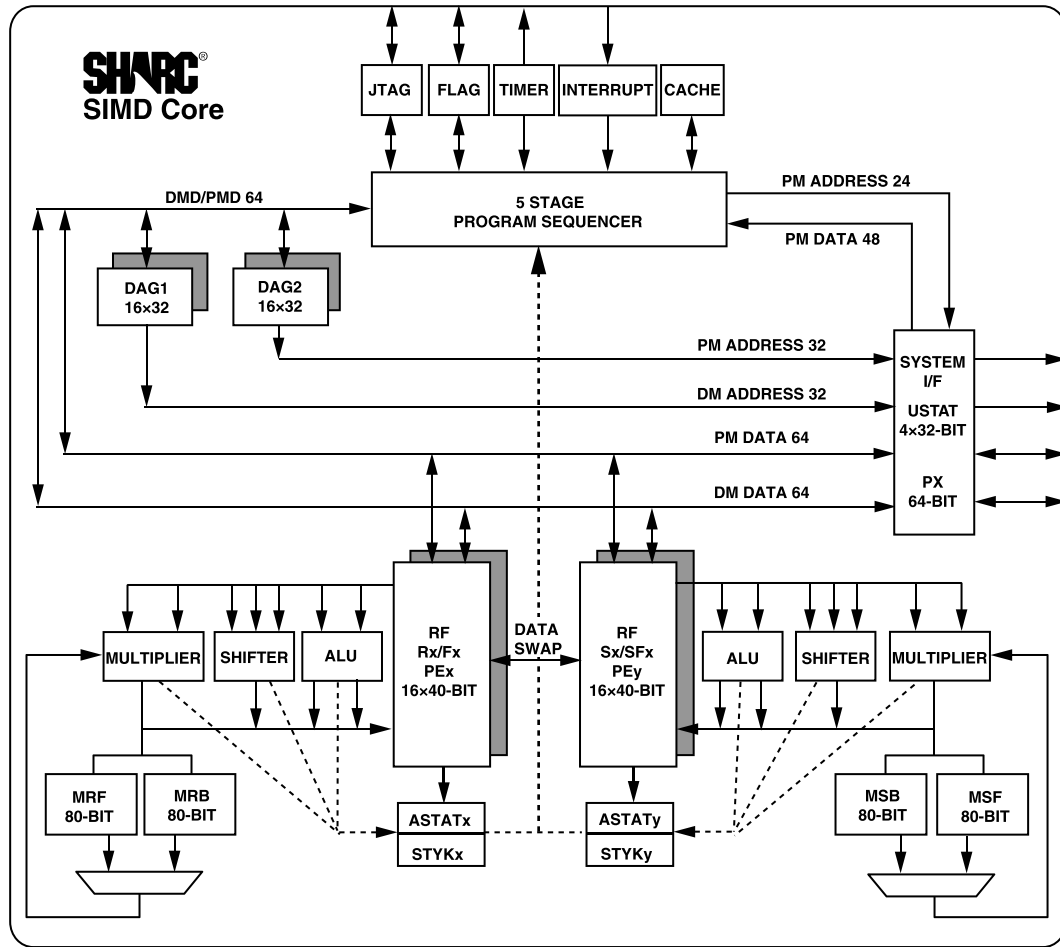 SHARC®
SIMD Core
JTAG
FLAG
TIMER
INTERRUPT
CACHE
5 STAGE
PROGRAM SEQUENCER
PM ADDRESS 24
PM DATA 48
DMD/PMD 64
DAG1
16×32
DAG2
16×32
PM ADDRESS 32
DM ADDRESS 32
PM DATA 64
DM DATA 64
SYSTEM
I/F
USTAT
4×32-BIT
PX
64-BIT
MULTIPLIER
SHIFTER
ALU
RF
Rx/Fx
PEx
16×40-BIT
DATA
SWAP
RF
Sx/SFx
PEy
16×40-BIT
ALU
SHIFTER
MULTIPLIER
MRF
80-BIT
MRB
80-BIT
ASTATx
STYKx
ASTATy
STYKy
MSB
80-BIT
MSF
80-BIT